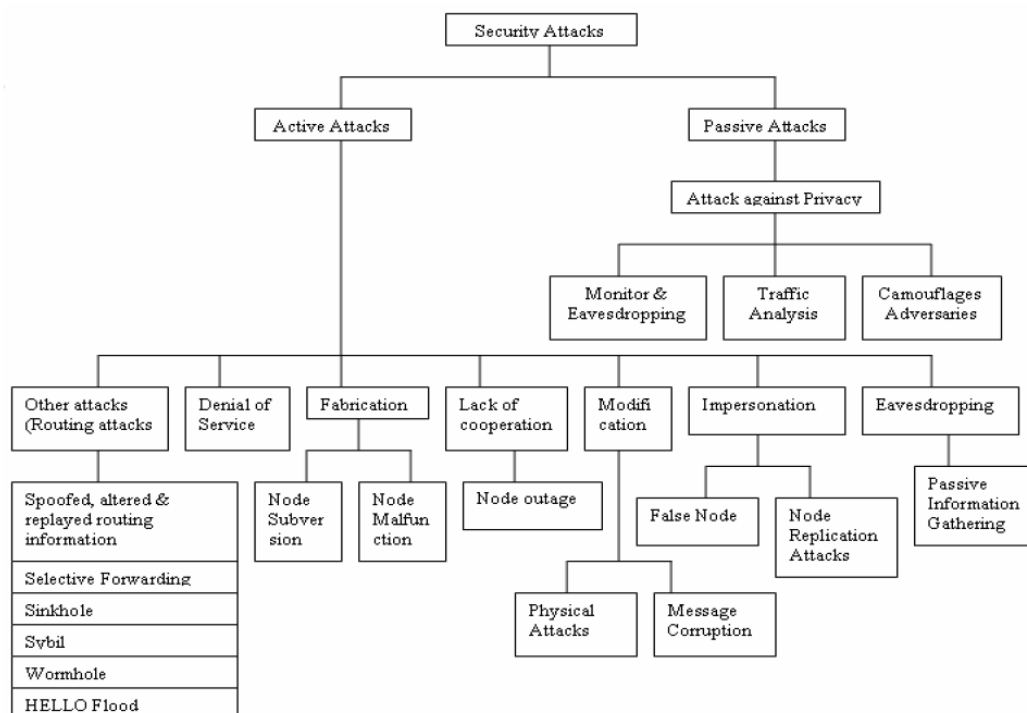 Security Attacks
Active Attacks
Passive Attacks
Attack against Privacy
Monitor &
Eavesdropping
Traffic
Analysis
Camouflages
Adversaries
Other attacks
(Routing attacks
Denial of
Service
Fabrication
Lack of
cooperation
Modifi
cation
Impersonation
Eavesdropping
Spoofed, altered &
replayed routing
information
Selective Forwarding
Sinkhole
Sybil
Wormhole
HELLO Flood
Node
Subver
sion
Node
Malfun
ction
Node outage
Physical
Attacks
Message
Corruption
False Node
Node
Replication
Attacks
Passive
Information
Gathering